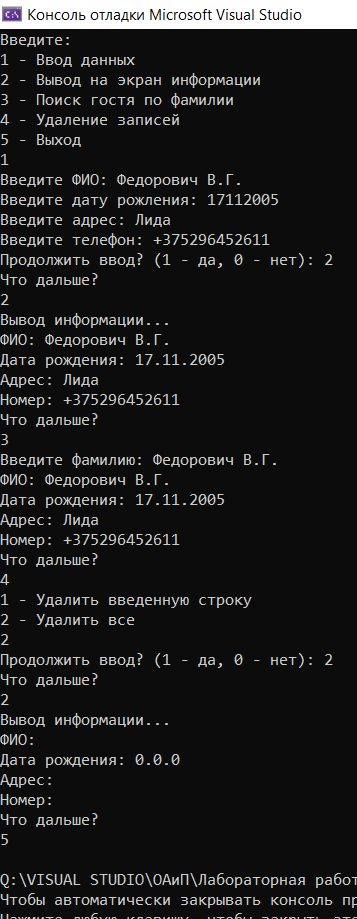 Консоль отладки Microsoft Visual Studio
Введите:
1 - Ввод данных
2 - Вывод на экран информации
3 - Поиск гостя по фамилии
4 - Удаление записей
5 - Выход
1
Введите ФИО: Федорович В.Г.
Введите дату рожления: 17112005
Введите адрес: Лида
Введите телефон: +375296452611
Продолжить ввод? (1 - да, 0 - нет): 2
Что дальше?
2
Вывод информации...
ФИО: Федорович В.Г.
Дата рождения: 17.11.2005
Адрес: Лида
Номер: +375296452611
Что дальше?
3
Введите фамилию: Федорович В.Г.
ФИО: Федорович В.Г.
Дата рождения: 17.11.2005
Адрес: Лида
Номер: +375296452611
Что дальше?
4
1 - Удалить введенную строку
2 - Удалить все
2
Продолжить ввод? (1 - да, 0 - нет): 2
Что дальше?
2
Вывод информации...
ФИО:
Дата рождения: 0.0.0
Адрес:
Номер:
Что дальше?
5
Q:\VISUAL STUDIO\ОАиП\Лабораторная работ
Чтобы автоматически закрывать консоль пр
Нажмите любую клавишу, чтобы закрыть